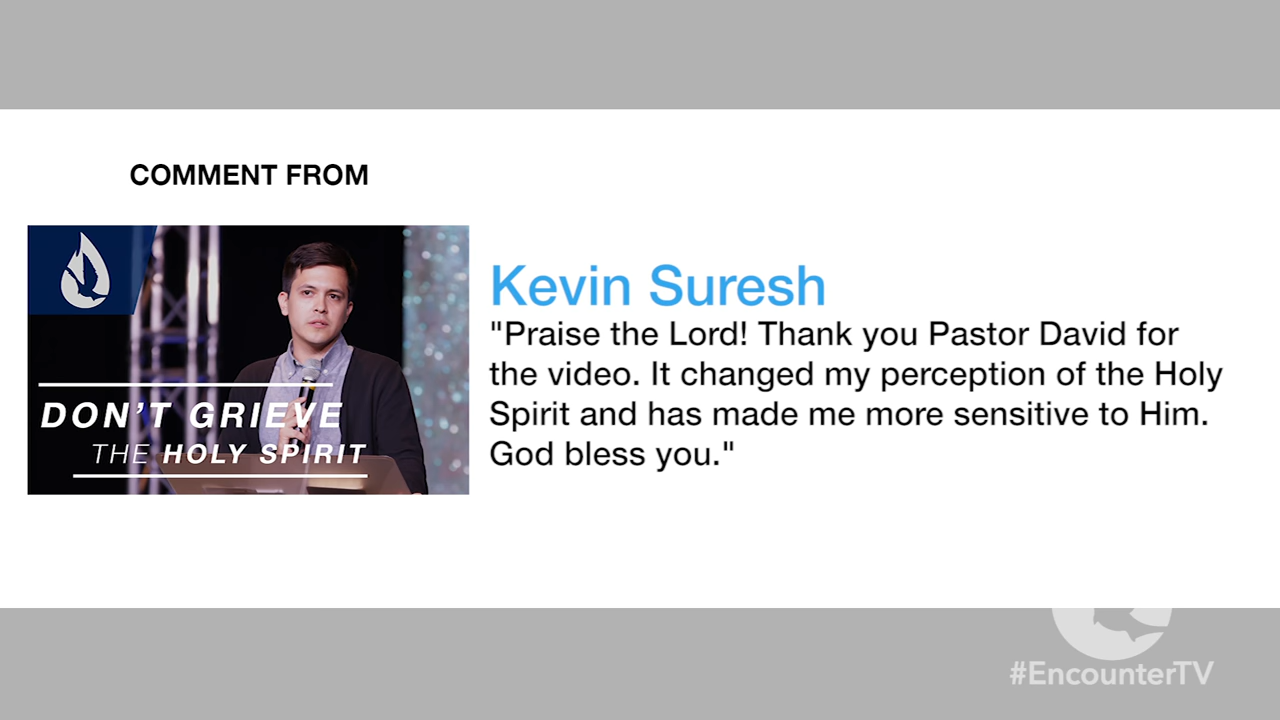 COMMENT FROM
DON'T GRIEVE
THE HOLY SPIRIT
Kevin Suresh
"Praise the Lord! Thank you Pastor David for
the video. It changed my perception of the Holy
Spirit and has made me more sensitive to Him.
God bless you."
#EncounterTV